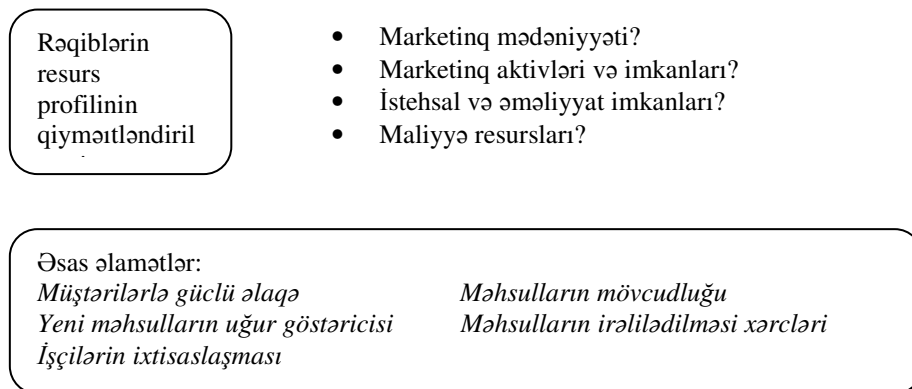 Rəqiblərin
resurs
profilinin
qiyməıtləndiril
• Marketinq mədəniyyəti?
• Marketinq aktivləri və imkanları?
• İstehsal və əməliyyat imkanları?
• Maliyyə resursları?
Əsas əlamətlər:
Müştərilərlə güclü əlaqə Məhsulların mövcudluğu
Yeni məhsulların uğur göstəricisi Məhsulların irəlilədilməsi xərcləri
İşçilərin ixtisaslaşması